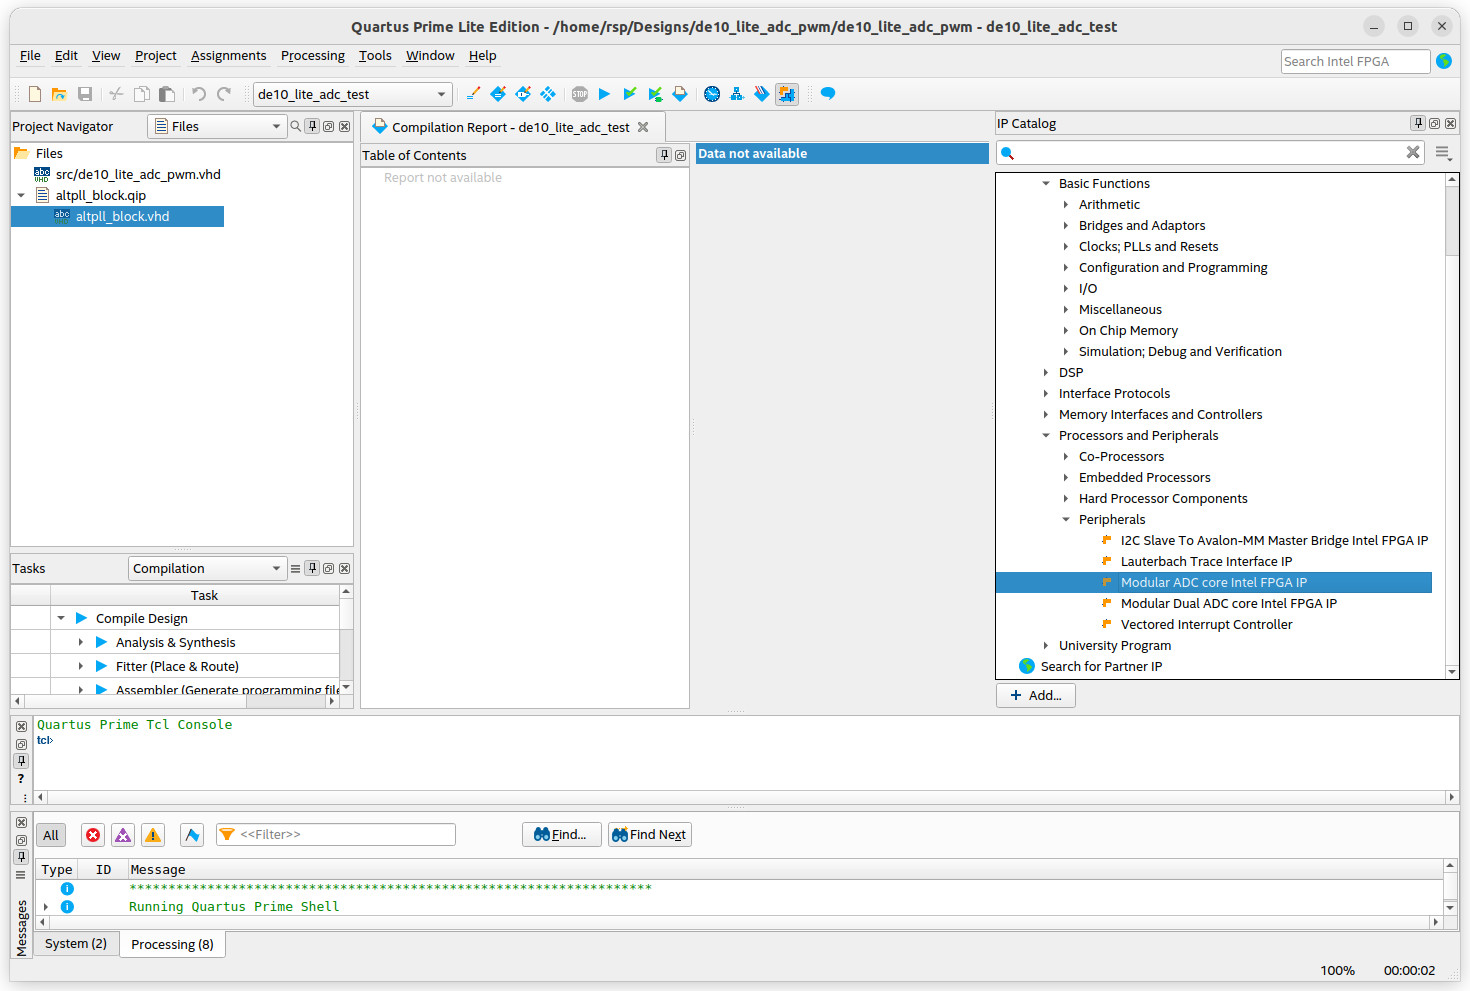 Quartus Prime Lite Edition - /home/rsp/Designs/de10_lite_adc_pwm/de10_lite_adc_pwm - de10_lite_adc_test
File Edit View Project Assignments Processing Tools Window Help
Search Intel FPGA
de10_lite_adc_test
STOP
Project Navigator
Files
Files
abc VHD src/de10_lite_adc_pwm.vhd
altpll_block.qip
abc altpll_block.vhd
Compilation Report - de10_lite_adc_test
Table of Contents
Report not available
Data not available
IP Catalog
Basic Functions
Arithmetic
Bridges and Adaptors
Clocks; PLLs and Resets
Configuration and Programming
I/O
Miscellaneous
On Chip Memory
Simulation; Debug and Verification
DSP
Interface Protocols
Memory Interfaces and Controllers
Processors and Peripherals
Co-Processors
Embedded Processors
Hard Processor Components
Peripherals
I2C Slave To Avalon-MM Master Bridge Intel FPGA IP
Lauterbach Trace Interface IP
Modular ADC core Intel FPGA IP
Modular Dual ADC core Intel FPGA IP
Vectored Interrupt Controller
University Program
Search for Partner IP
+ Add...
Tasks
Compilation
Task
Compile Design
Analysis & Synthesis
Fitter (Place & Route)
Assembler (Generate programming file
Quartus Prime Tcl Console
tcl>
All
<<Filter>>
Find...
Find Next
Type ID Message
********************************************************************
Running Quartus Prime Shell
Messages
System (2)
Processing (8)
100% 00:00:02